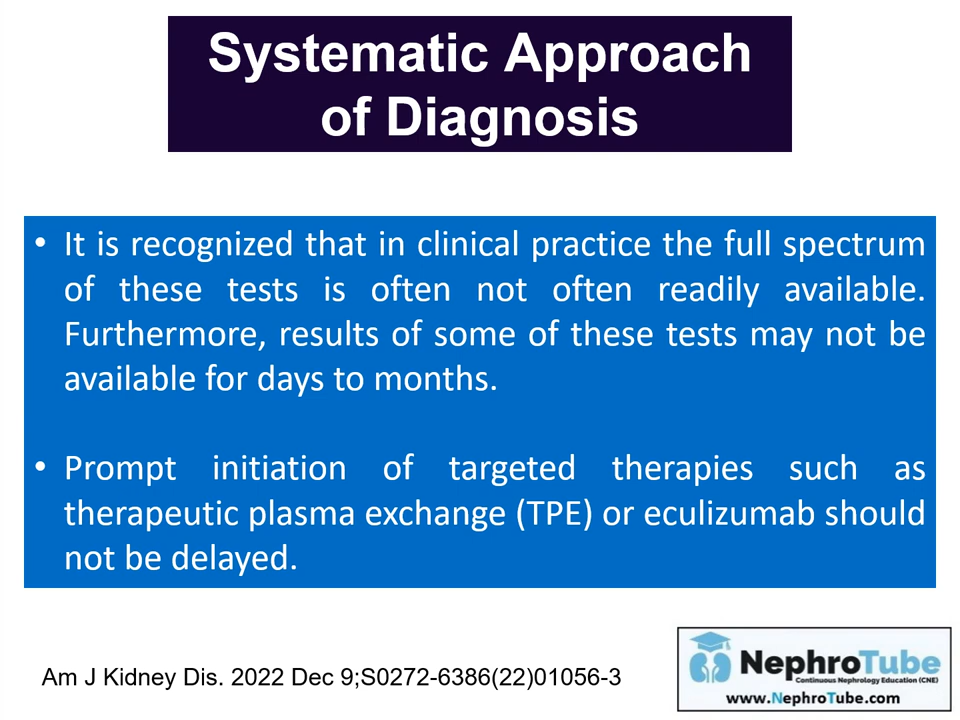 Systematic Approach
of Diagnosis
• It is recognized that in clinical practice the full spectrum
of these tests is often not often readily available.
Furthermore, results of some of these tests may not be
available for days to months.
• Prompt initiation of targeted therapies such as
therapeutic plasma exchange (TPE) or eculizumab should
not be delayed.
Am J Kidney Dis. 2022 Dec 9;S0272-6386(22)01056-3
NephroTube
Continuous Nephrology Education (CNE)
www.NephroTube.com